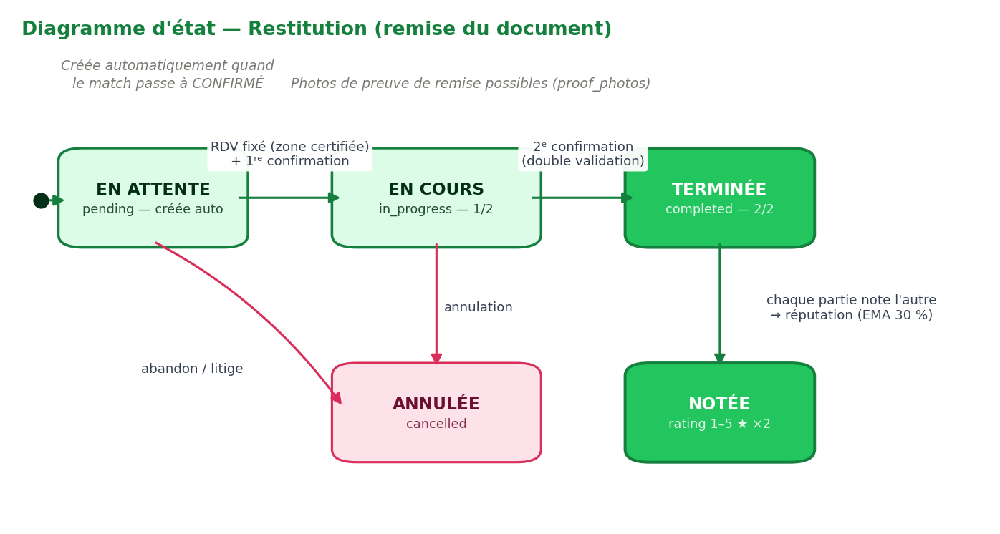 Diagramme d'état — Restitution (remise du document)
Créée automatiquement quand
le match passe à CONFIRMÉ
Photos de preuve de remise possibles (proof_photos)
RDV fixé (zone certifiée)
+ 1ʳᵉ confirmation
2ᵉ confirmation
(double validation)
EN ATTENTE
pending — créée auto
EN COURS
in_progress — 1/2
TERMINÉE
completed — 2/2
annulation
chaque partie note l'autre
→ réputation (EMA 30 %)
abandon / litige
ANNULÉE
cancelled
NOTÉE
rating 1–5 ★ ×2